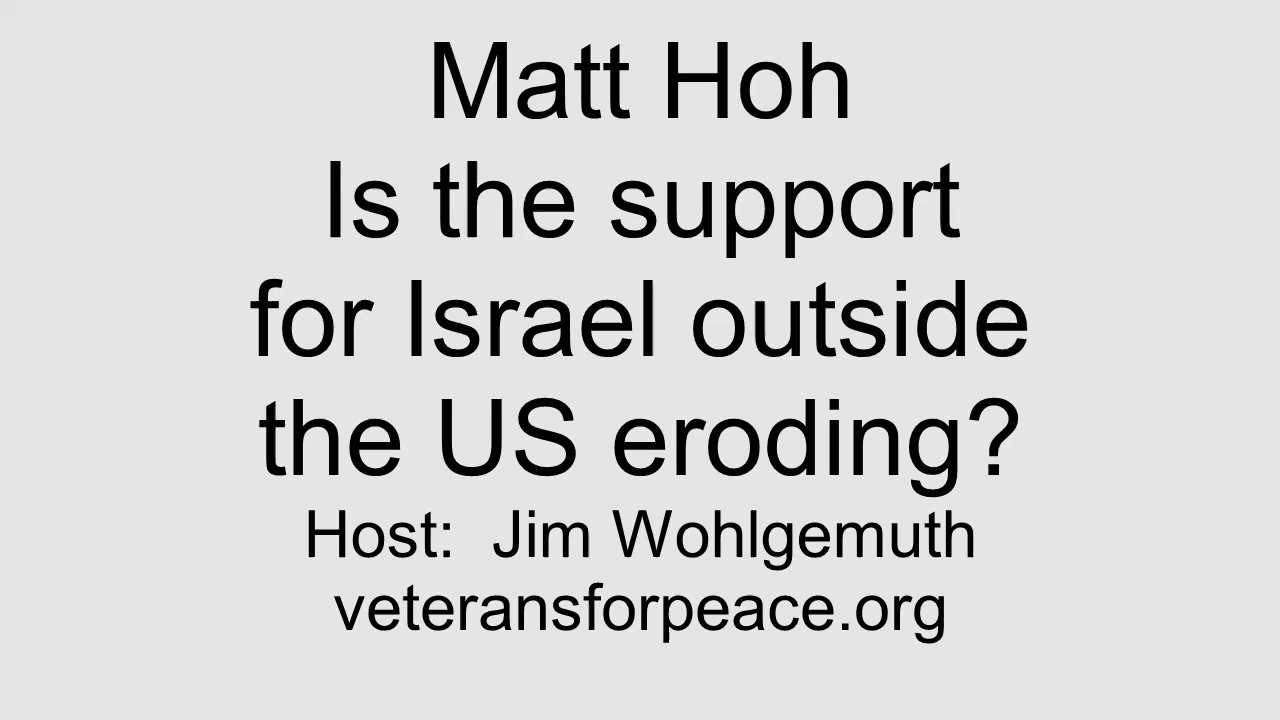 Matt Hoh
Is the support
for Israel outside
the US eroding?
Host:  Jim Wohlgemuth
veteransforpeace.org